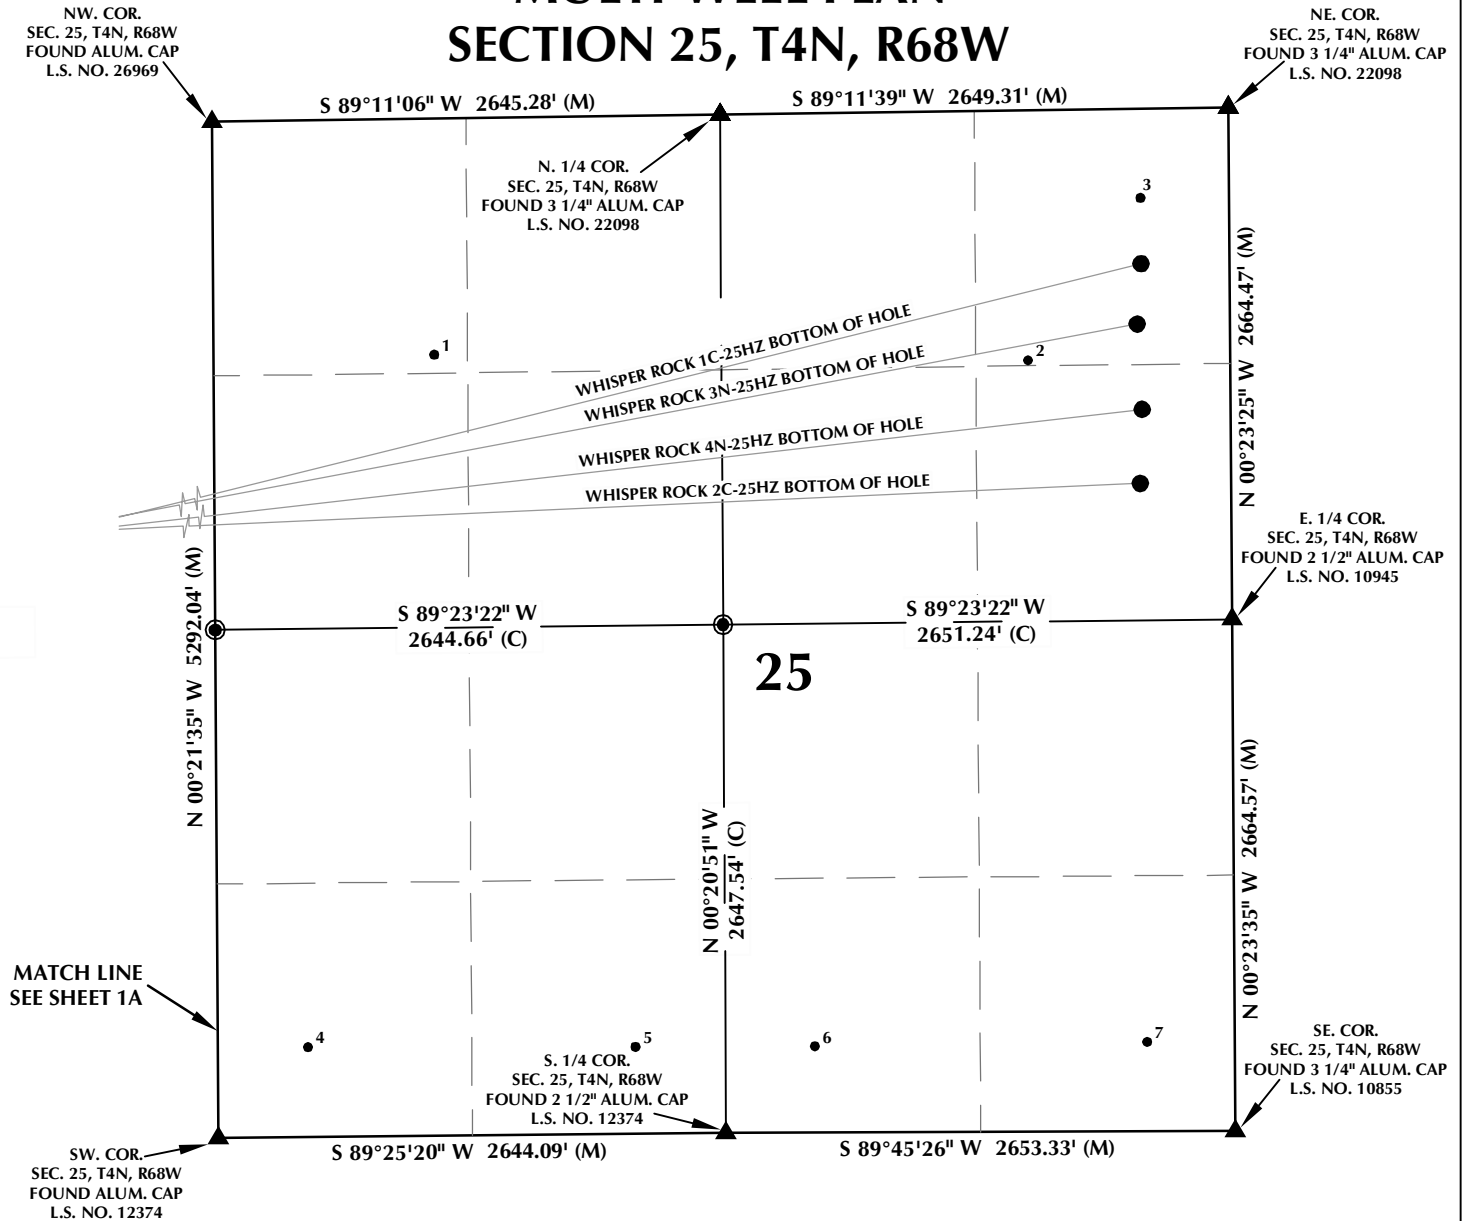 MULTI WELL PLAN
SECTION 25, T4N, R68W
NW. COR.
SEC. 25, T4N, R68W
FOUND ALUM. CAP
L.S. NO. 26969
NE. COR.
SEC. 25, T4N, R68W
FOUND 3 1/4" ALUM. CAP
L.S. NO. 22098
S 89°11'06" W 2645.28' (M)
S 89°11'39" W 2649.31' (M)
N. 1/4 COR.
SEC. 25, T4N, R68W
FOUND 3 1/4" ALUM. CAP
L.S. NO. 22098
3
N 00°23'25" W 2664.47' (M)
1
2
WHISPER ROCK 1C-25HZ BOTTOM OF HOLE
WHISPER ROCK 3N-25HZ BOTTOM OF HOLE
WHISPER ROCK 4N-25HZ BOTTOM OF HOLE
WHISPER ROCK 2C-25HZ BOTTOM OF HOLE
E. 1/4 COR.
SEC. 25, T4N, R68W
FOUND 2 1/2" ALUM. CAP
L.S. NO. 10945
N 00°21'35" W 5292.04' (M)
S 89°23'22" W
2644.66' (C)
S 89°23'22" W
2651.24' (C)
25
N 00°20'51" W
2647.54' (C)
N 00°23'35" W 2664.57' (M)
MATCH LINE
SEE SHEET 1A
4
5
6
7
S. 1/4 COR.
SEC. 25, T4N, R68W
FOUND 2 1/2" ALUM. CAP
L.S. NO. 12374
SE. COR.
SEC. 25, T4N, R68W
FOUND 3 1/4" ALUM. CAP
L.S. NO. 10855
S 89°25'20" W 2644.09' (M)
S 89°45'26" W 2653.33' (M)
SW. COR.
SEC. 25, T4N, R68W
FOUND ALUM. CAP
L.S. NO. 12374